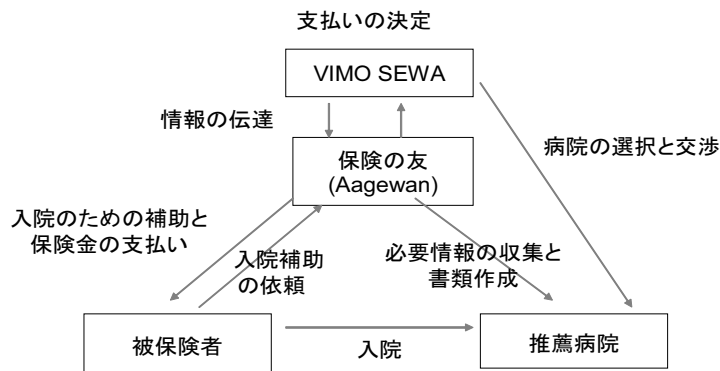 支払いの決定
VIMO SEWA
情報の伝達
病院の選択と交渉
保険の友
(Aagewan)
入院のための補助と
保険金の支払い
入院補助
の依頼
必要情報の収集と
書類作成
被保険者
入院
推薦病院